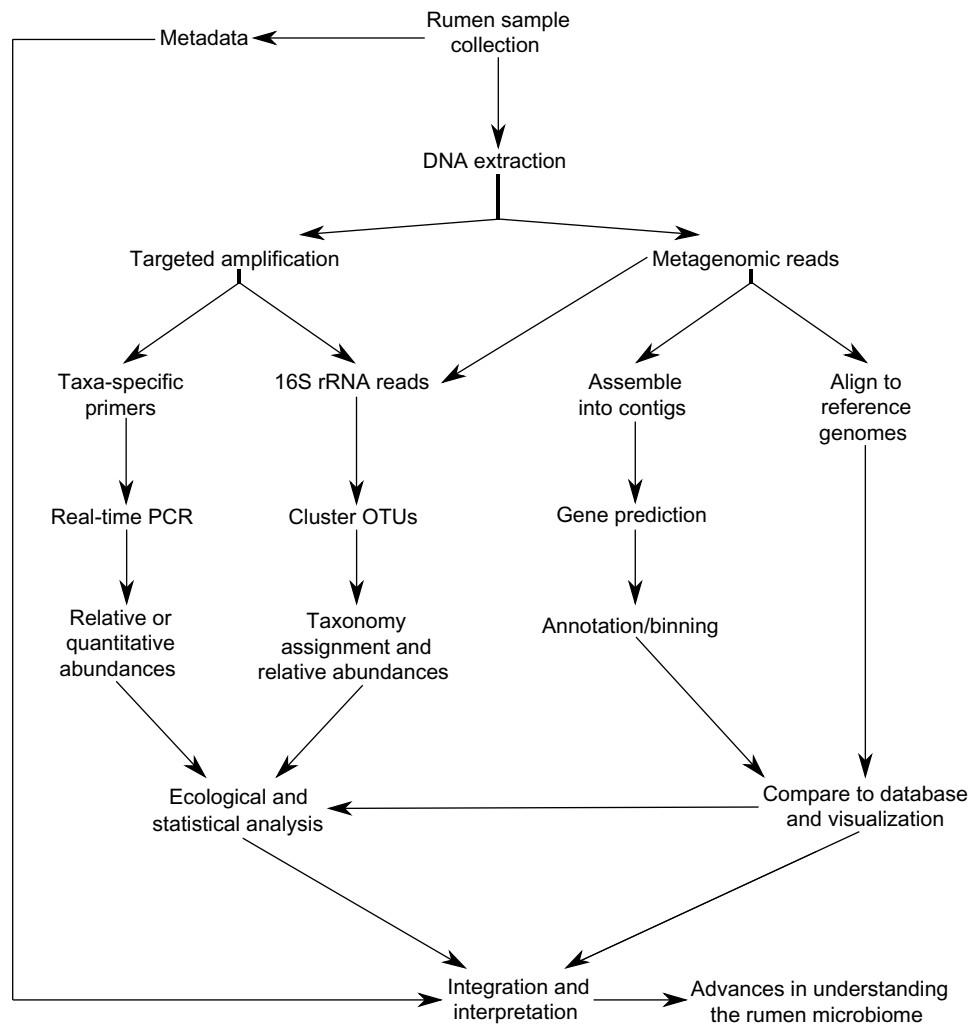 Rumen sample
collection
Metadata
DNA extraction
Targeted amplification
Metagenomic reads
Taxa-specific
primers
16S rRNA reads
Assemble
into contigs
Align to
reference
genomes
Real-time PCR
Cluster OTUs
Gene prediction
Relative or
quantitative
abundances
Taxonomy
assignment and
relative abundances
Annotation/binning
Ecological and
statistical analysis
Compare to database
and visualization
Integration and
interpretation
Advances in understanding
the rumen microbiome